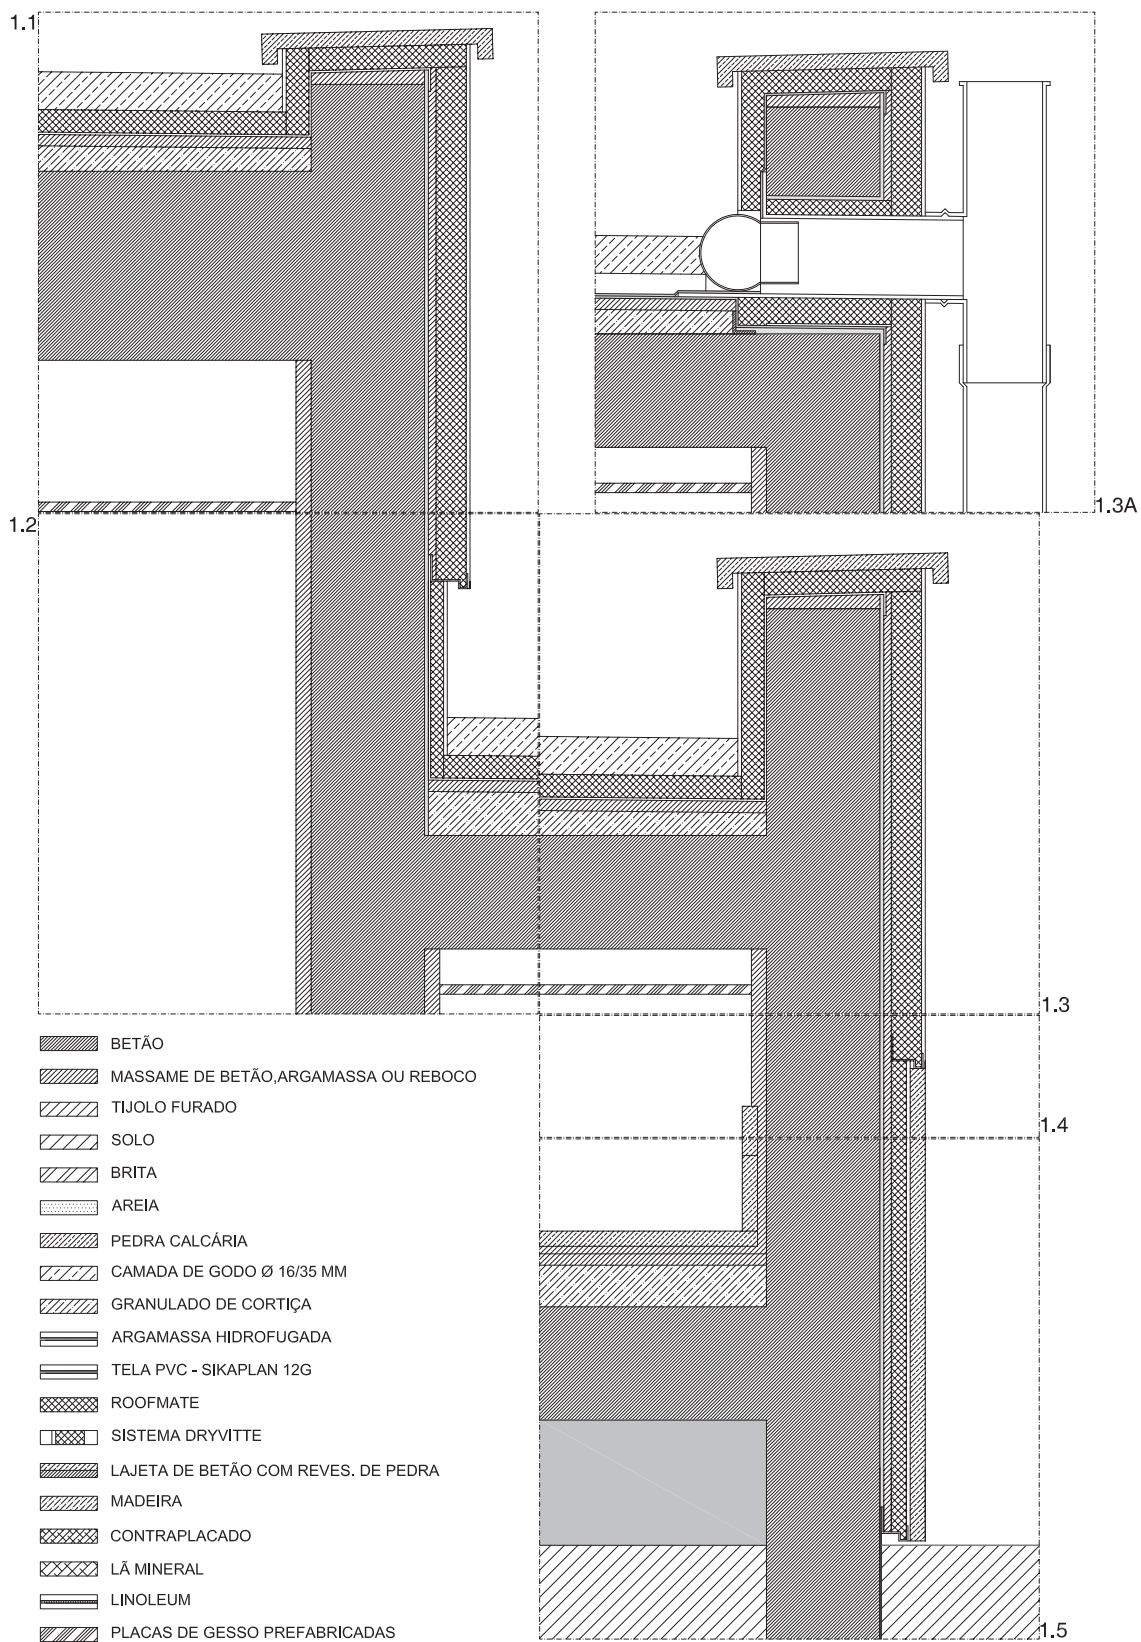 1.1
1.3A
1.2
1.3
1.4
BETÃO
MASSAME DE BETÃO,ARGAMASSA OU REBOCO
TIJOLO FURADO
SOLO
BRITA
AREIA
PEDRA CALCÁRIA
CAMADA DE GODO Ø 16/35 MM
GRANULADO DE CORTIÇA
ARGAMASSA HIDROFUGADA
TELA PVC - SIKAPLAN 12G
ROOFMATE
SISTEMA DRYVITTE
LAJETA DE BETÃO COM REVES. DE PEDRA
MADEIRA
CONTRAPLACADO
LÃ MINERAL
LINOLEUM
PLACAS DE GESSO PREFABRICADAS
1.5